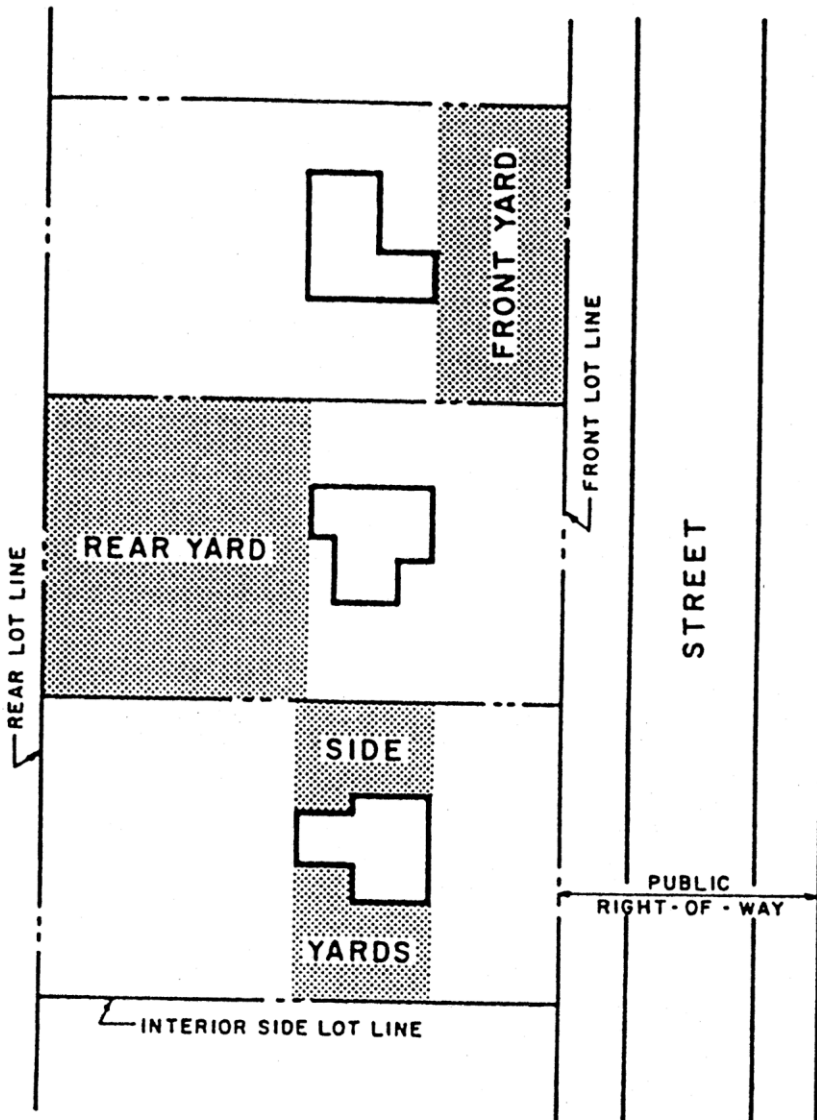 FRONT YARD
FRONT LOT LINE
REAR YARD
REAR LOT LINE
STREET
SIDE
YARDS
PUBLIC
RIGHT-OF-WAY
INTERIOR SIDE LOT LINE